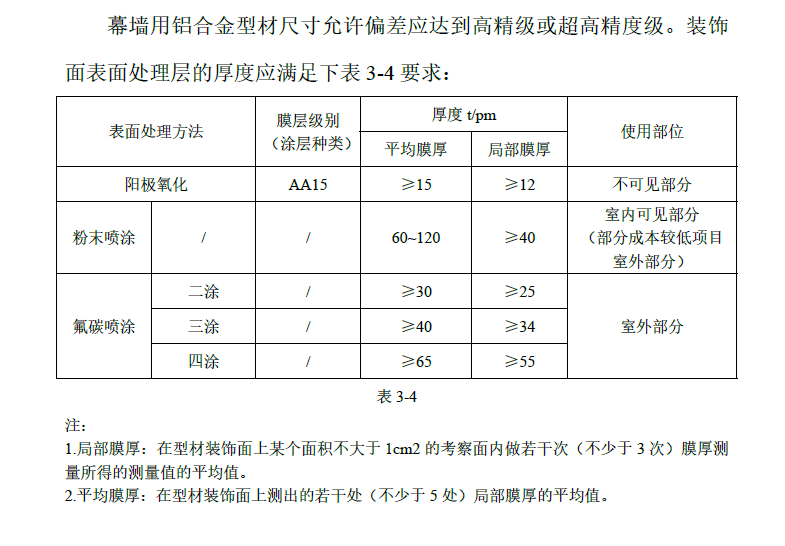 幕墙用铝合金型材尺寸允许偏差应达到高精级或超高精度级。装饰
面表面处理层的厚度应满足下表 3-4 要求：
表面处理方法
膜层级别
（涂层种类）
厚度 t/pm
使用部位
平均膜厚
局部膜厚
阳极氧化
AA15
≥15
≥12
不可见部分
粉末喷涂
/
/
60~120
≥40
室内可见部分
（部分成本较低项目
室外部分）
氟碳喷涂
二涂
/
≥30
≥25
室外部分
三涂
/
≥40
≥34
四涂
/
≥65
≥55
表 3-4
注：
1.局部膜厚：在型材装饰面上某个面积不大于 1cm2 的考察面内做若干次（不少于 3 次）膜厚测
量所得的测量值的平均值。
2.平均膜厚：在型材装饰面上测出的若干处（不少于 5 处）局部膜厚的平均值。